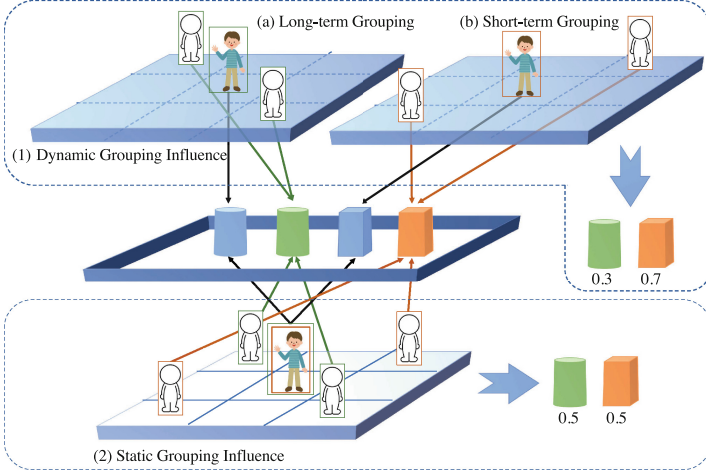 (a) Long-term Grouping
(b) Short-term Grouping
(1) Dynamic Grouping Influence
0.3
0.7
0.5
0.5
(2) Static Grouping Influence